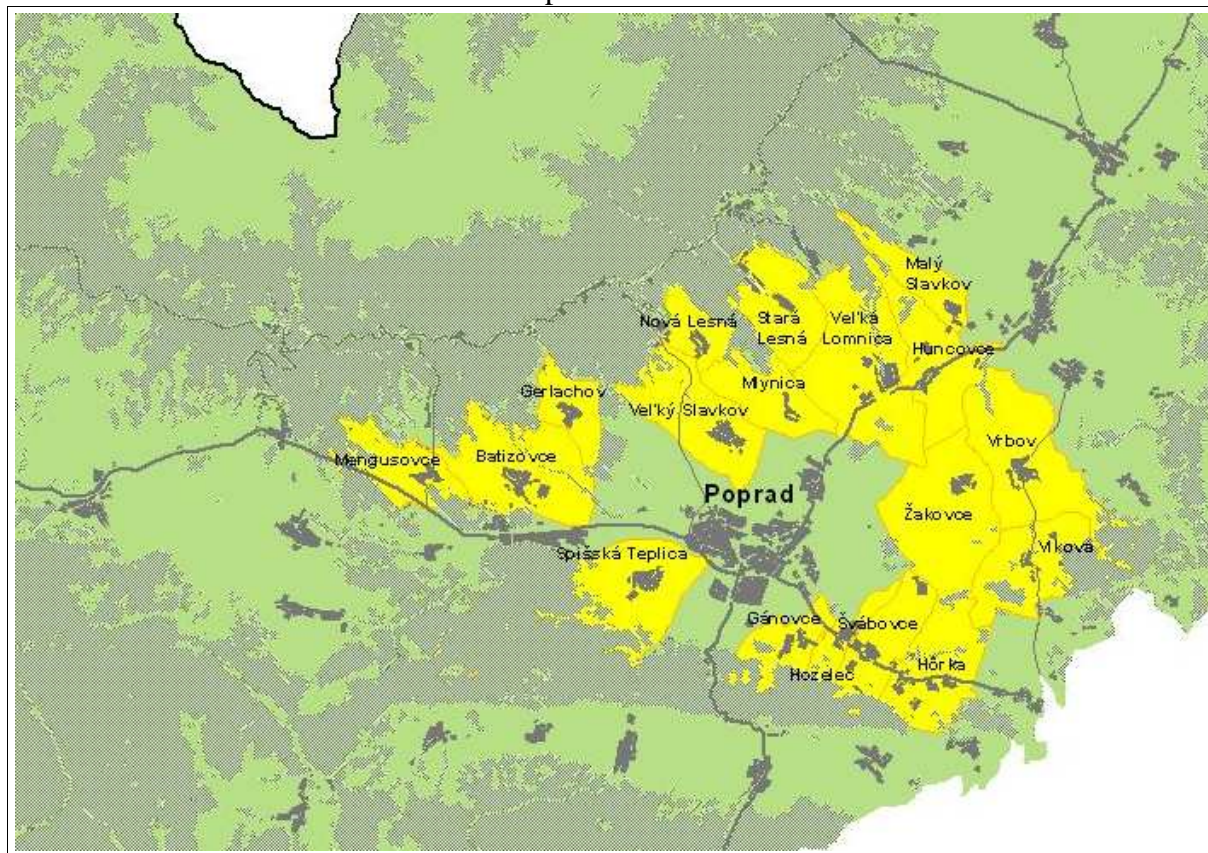 Malý
Slavkov
Nová Lesná
Stará
Lesná
Veľká
Lomnica
Huncovce
Gerlachov
Mlynica
Veľký Slavkov
Mengusovce
Batizovce
Vrbov
Poprad
Žakovce
Vlková
Spišská Teplica
Gánovce
Švábovce
Hozelec
Hôrka